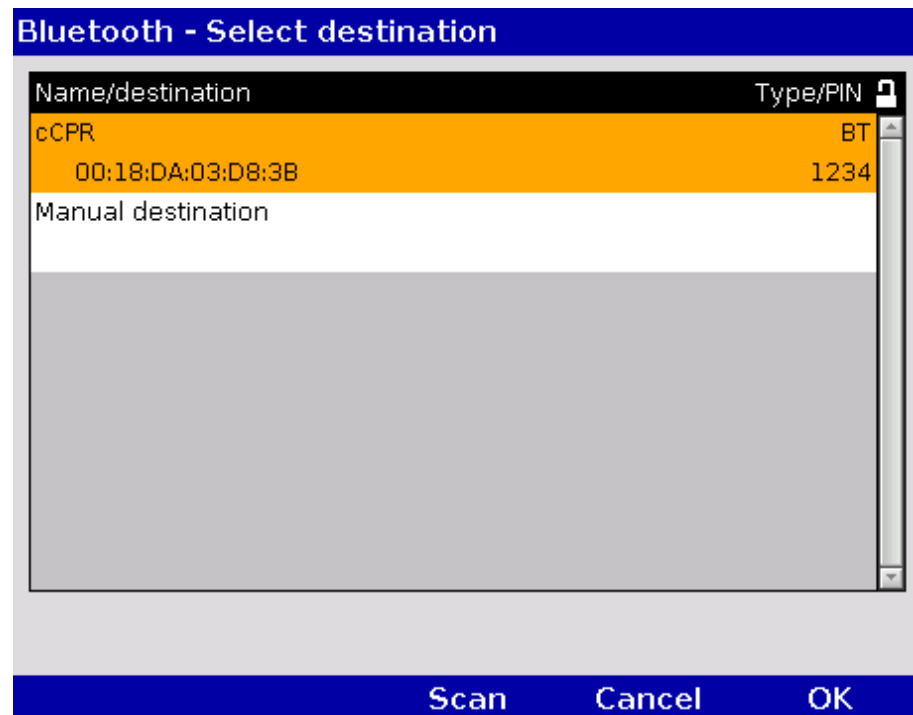 Bluetooth - Select destination
Name/destination Type/PIN
cCPR BT
00:18:DA:03:D8:3B 1234
Manual destination
Scan Cancel OK